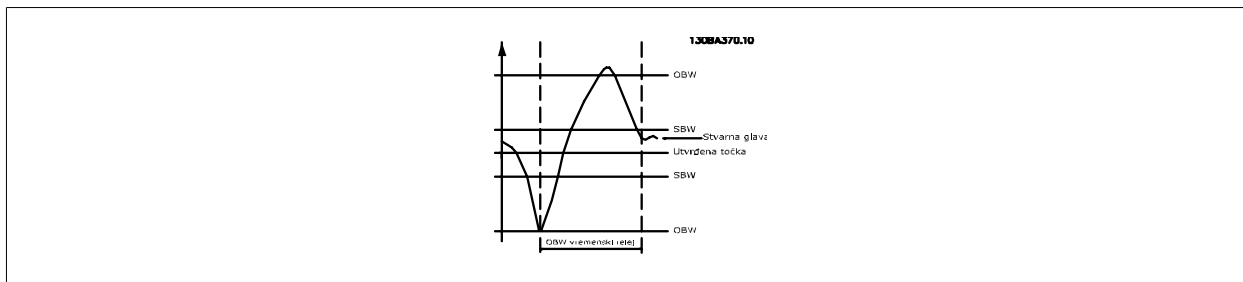 130BA370.10
OBW
SBW
Stvarna glava
Utvrđena točka
SBW
OBW
OBW vremenski relej